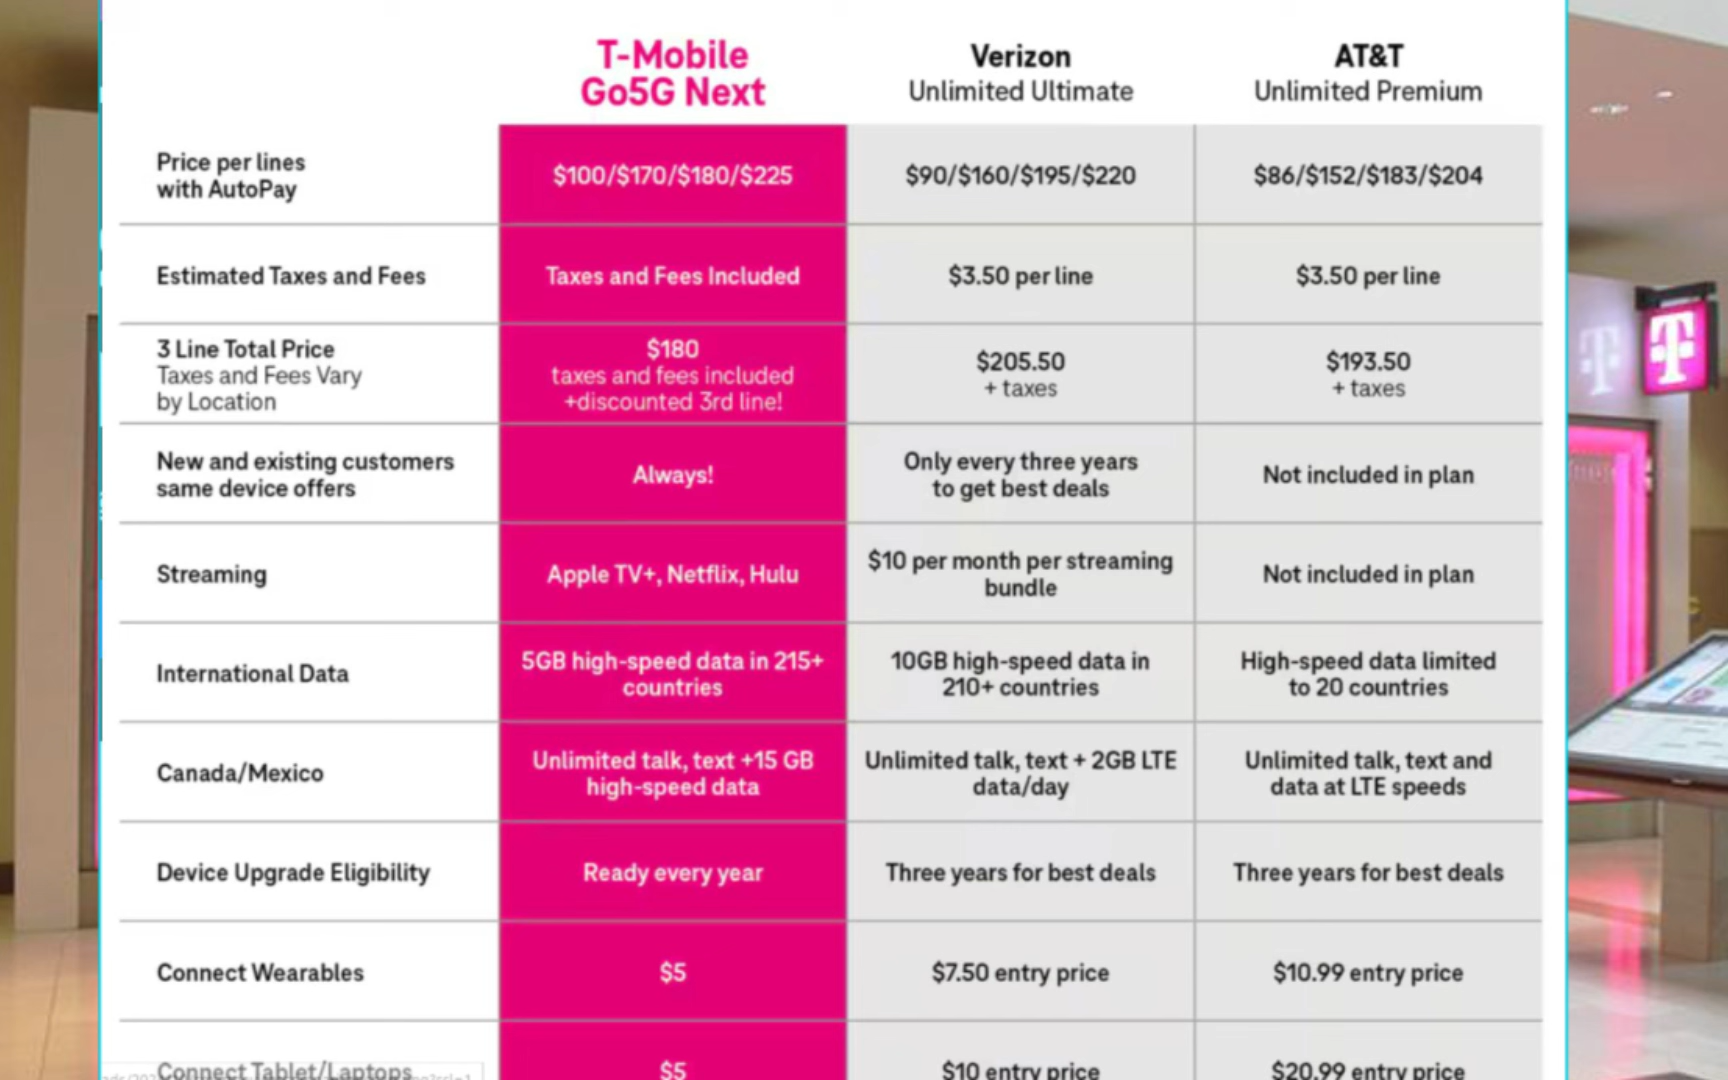 T-Mobile
Go5G Next
Verizon
Unlimited Ultimate
AT&T
Unlimited Premium
Price per lines
with AutoPay
$100/$170/$180/$225
$90/$160/$195/$220
$86/$152/$183/$204
Estimated Taxes and Fees
Taxes and Fees Included
$3.50 per line
$3.50 per line
3 Line Total Price
Taxes and Fees Vary
by Location
$180
taxes and fees included
+discounted 3rd line!
$205.50
+ taxes
$193.50
+ taxes
New and existing customers
same device offers
Always!
Only every three years
to get best deals
Not included in plan
Streaming
Apple TV+, Netflix, Hulu
$10 per month per streaming
bundle
Not included in plan
International Data
5GB high-speed data in 215+
countries
10GB high-speed data in
210+ countries
High-speed data limited
to 20 countries
Canada/Mexico
Unlimited talk, text +15 GB
high-speed data
Unlimited talk, text + 2GB LTE
data/day
Unlimited talk, text and
data at LTE speeds
Device Upgrade Eligibility
Ready every year
Three years for best deals
Three years for best deals
Connect Wearables
$5
$7.50 entry price
$10.99 entry price
Connect Tablet/Laptops
$5
$10 entry price
$20.99 entry price
T
T